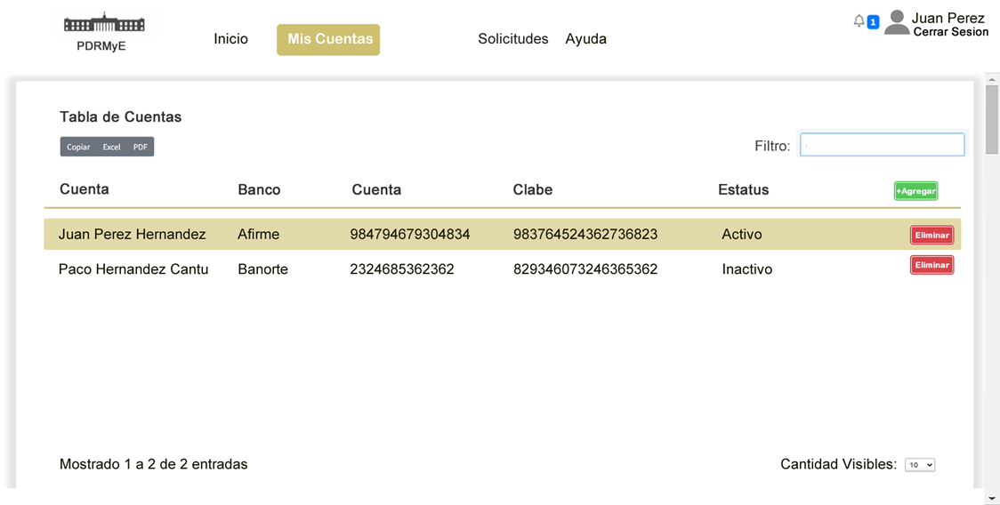 PDRMyE
Inicio Mis Cuentas Solicitudes Ayuda
1 Juan Perez
Cerrar Sesion
Tabla de Cuentas
Copiar Excel PDF
Filtro:
Cuenta Banco Cuenta Clabe Estatus +Agregar
Juan Perez Hernandez Afirme 984794679304834 983764524362736823 Activo Eliminar
Paco Hernandez Cantu Banorte 2324685362362 829346073246365362 Inactivo Eliminar
Mostrado 1 a 2 de 2 entradas Cantidad Visibles: 10